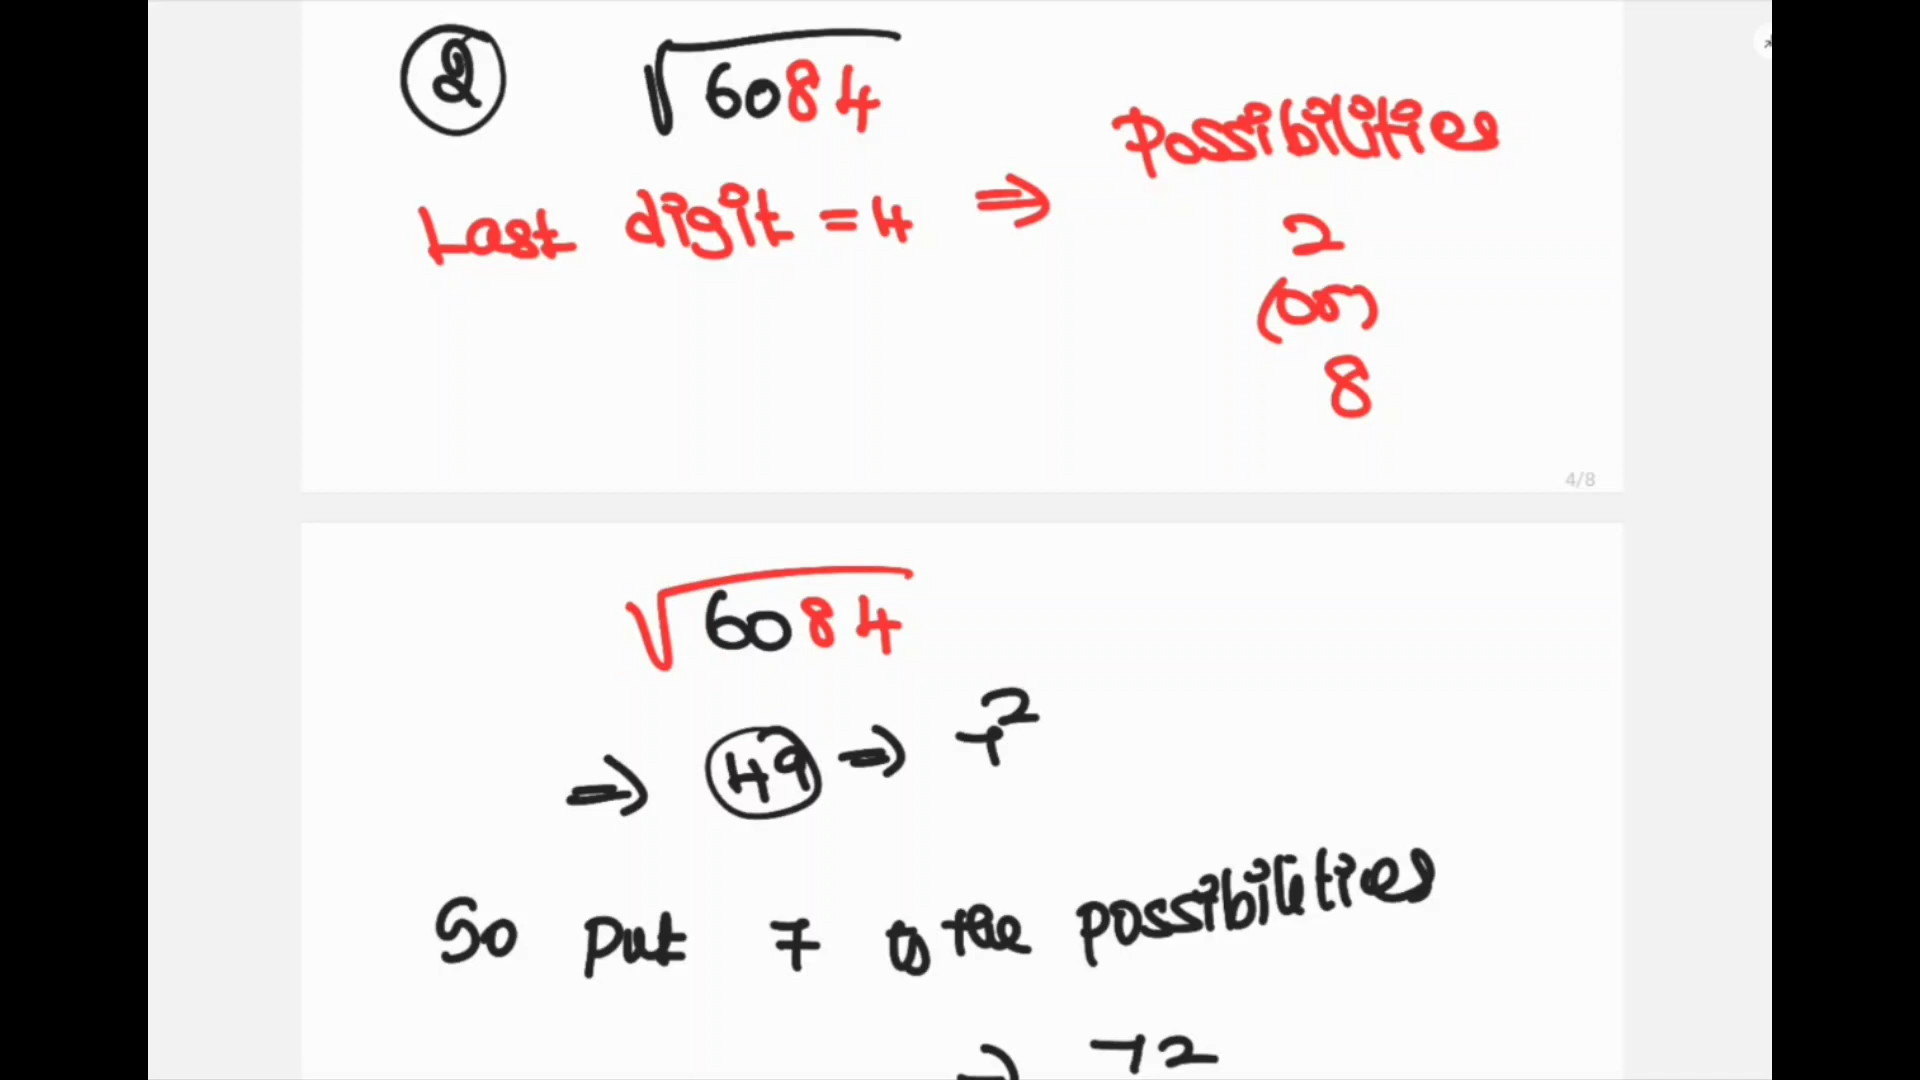 2 √6084
Last digit = 4 ⇒ Possibilities
2
(or)
8
4/8
√6084
⇒ 49 ⇒ 7²
So put 7 to the possibilities
⇒ 72